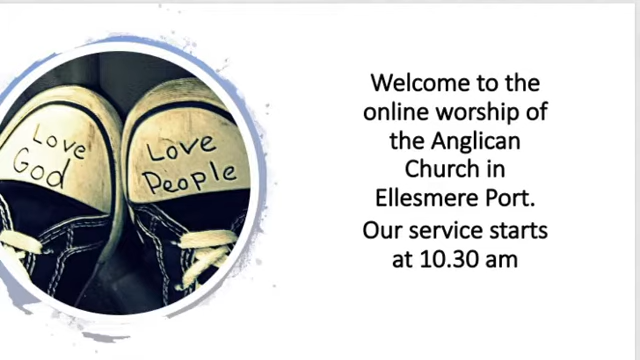 Love
God
Love
People
Welcome to the
online worship of
the Anglican
Church in
Ellesmere Port.
Our service starts
at 10.30 am